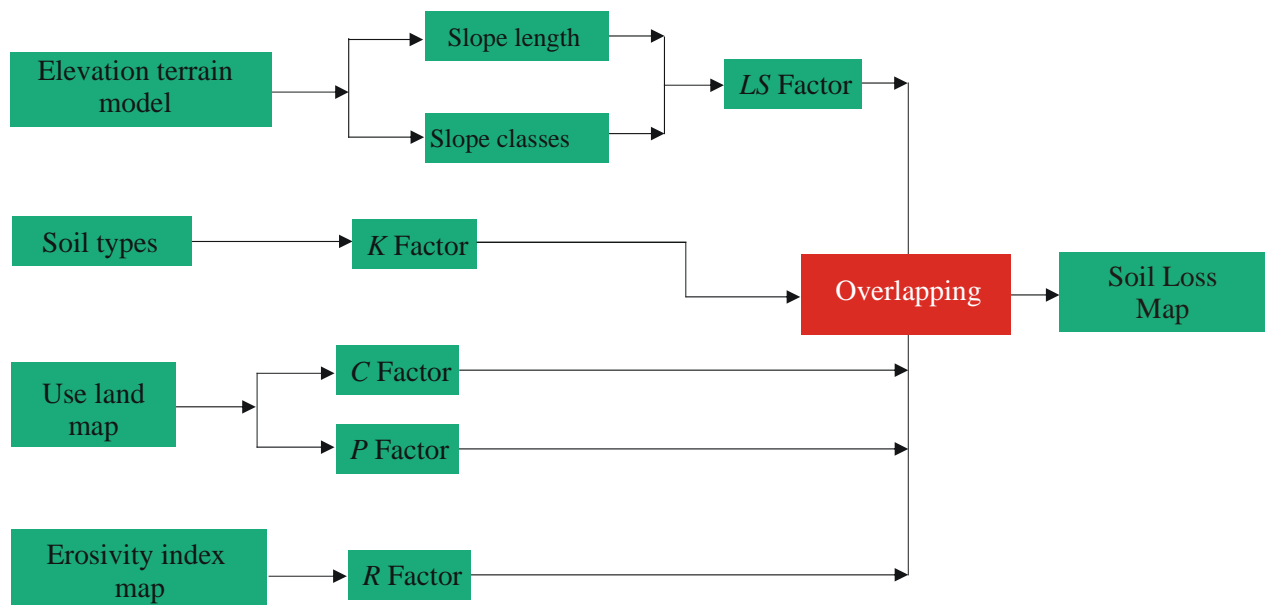 Elevation terrain
model
Slope length
Slope classes
LS Factor
Soil types
K Factor
Overlapping
Soil Loss
Map
Use land
map
C Factor
P Factor
Erosivity index
map
R Factor